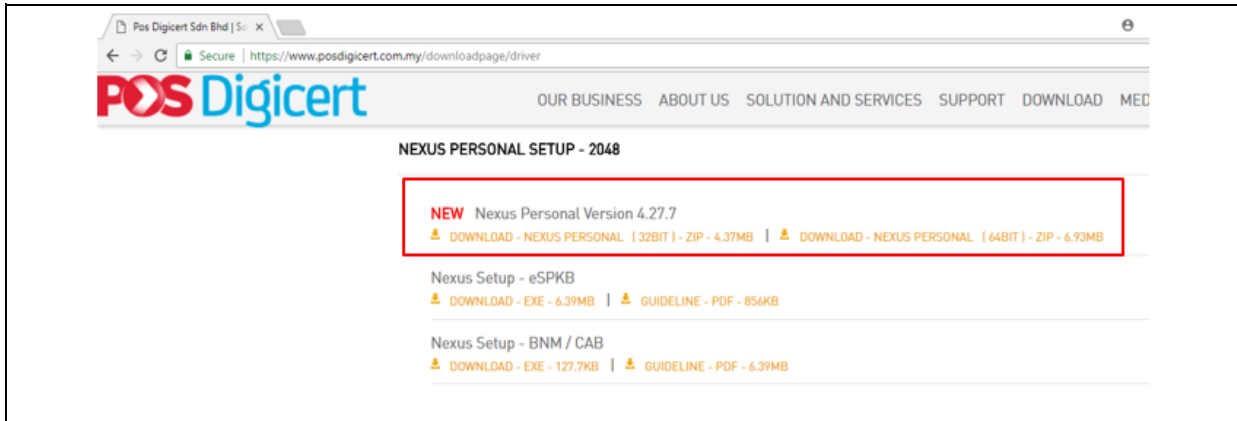 Pos Digicert Sdn Bhd | So
Secure | https://www.posdigicert.com.my/downloadpage/driver
POS Digicert
OUR BUSINESS ABOUT US SOLUTION AND SERVICES SUPPORT DOWNLOAD MED
NEXUS PERSONAL SETUP - 2048
NEW Nexus Personal Version 4.27.7
DOWNLOAD - NEXUS PERSONAL ( 32BIT ) - ZIP - 4.37MB | DOWNLOAD - NEXUS PERSONAL ( 64BIT ) - ZIP - 6.93MB
Nexus Setup - eSPKB
DOWNLOAD - EXE - 6.39MB | GUIDELINE - PDF - 856KB
Nexus Setup - BNM / CAB
DOWNLOAD - EXE - 127.7KB | GUIDELINE - PDF - 6.39MB